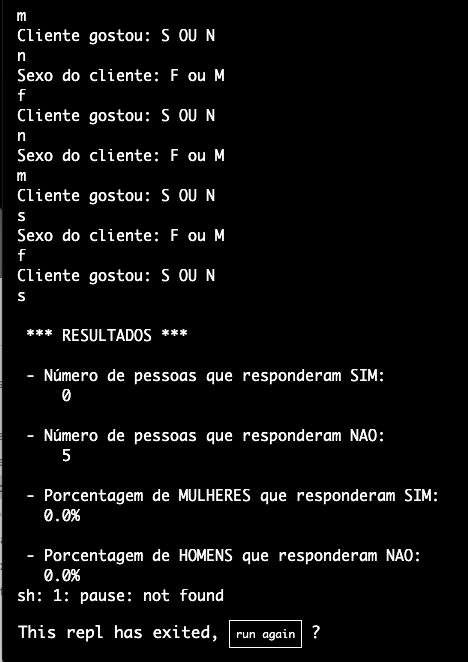 m
Cliente gostou: S OU N
n
Sexo do cliente: F ou M
f
Cliente gostou: S OU N
n
Sexo do cliente: F ou M
m
Cliente gostou: S OU N
s
Sexo do cliente: F ou M
f
Cliente gostou: S OU N
s
*** RESULTADOS ***
- Número de pessoas que responderam SIM:
0
- Número de pessoas que responderam NAO:
5
- Porcentagem de MULHERES que responderam SIM:
0.0%
- Porcentagem de HOMENS que responderam NAO:
0.0%
sh: 1: pause: not found
This repl has exited, run again ?